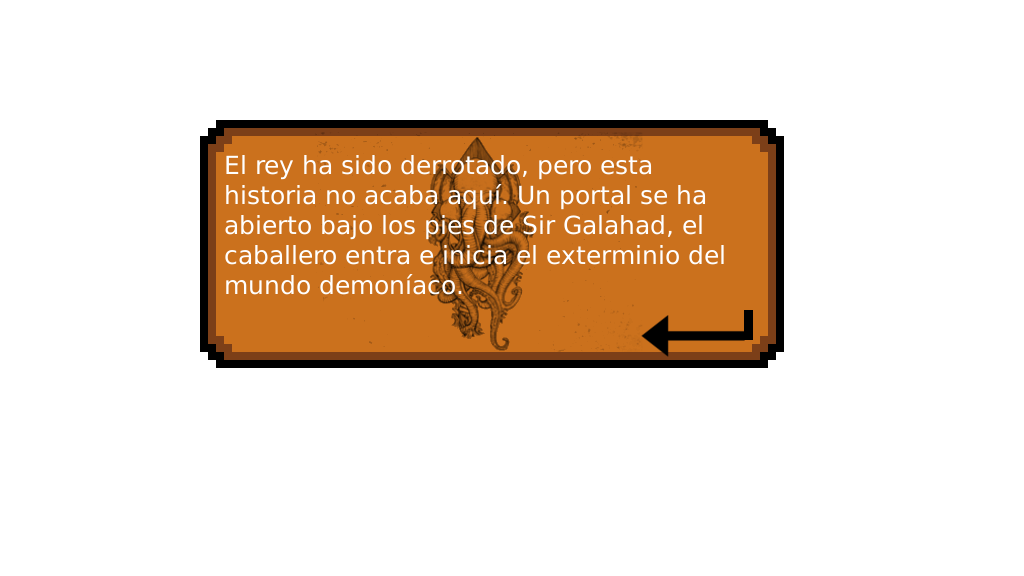 El rey ha sido derrotado, pero esta
historia no acaba aquí. Un portal se ha
abierto bajo los pies de Sir Galahad, el
caballero entra e inicia el exterminio del
mundo demoníaco.